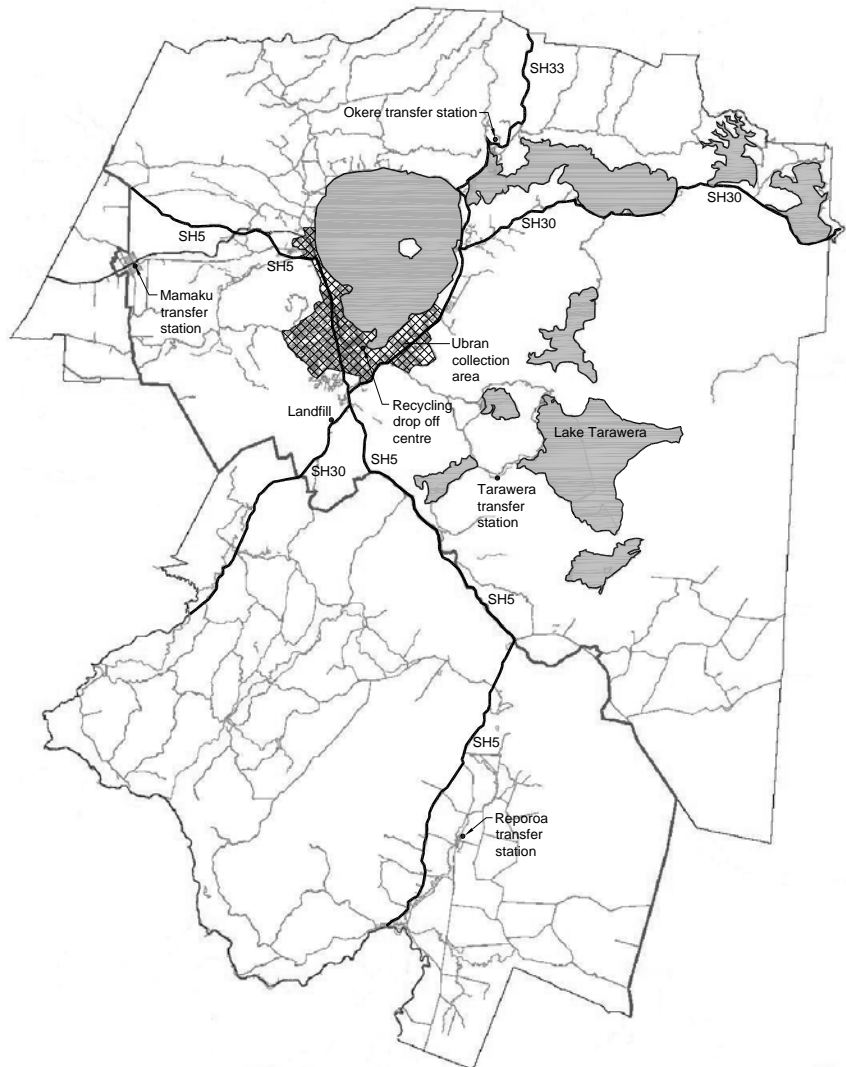 SH33
Okere transfer station
SH30
SH30
SH5
SH5
Mamaku
transfer
station
Ubran
collection
area
Landfill
Recycling
drop off
centre
Lake Tarawera
SH30
SH5
Tarawera
transfer
station
SH5
SH5
Reporoa
transfer
station